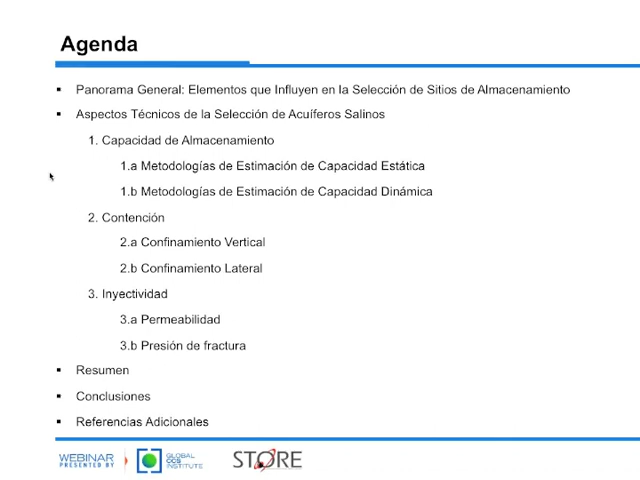 Agenda
▪ Panorama General: Elementos que Influyen en la Selección de Sitios de Almacenamiento
▪ Aspectos Técnicos de la Selección de Acuíferos Salinos
1. Capacidad de Almacenamiento
1.a Metodologías de Estimación de Capacidad Estática
1.b Metodologías de Estimación de Capacidad Dinámica
2. Contención
2.a Confinamiento Vertical
2.b Confinamiento Lateral
3. Inyectividad
3.a Permeabilidad
3.b Presión de fractura
▪ Resumen
▪ Conclusiones
▪ Referencias Adicionales
WEBINAR
PRESENTED BY
GLOBAL
CCS
INSTITUTE
STORE